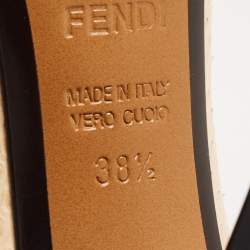 FENDI
MADE IN ITALY
VERO CUOIO
38½